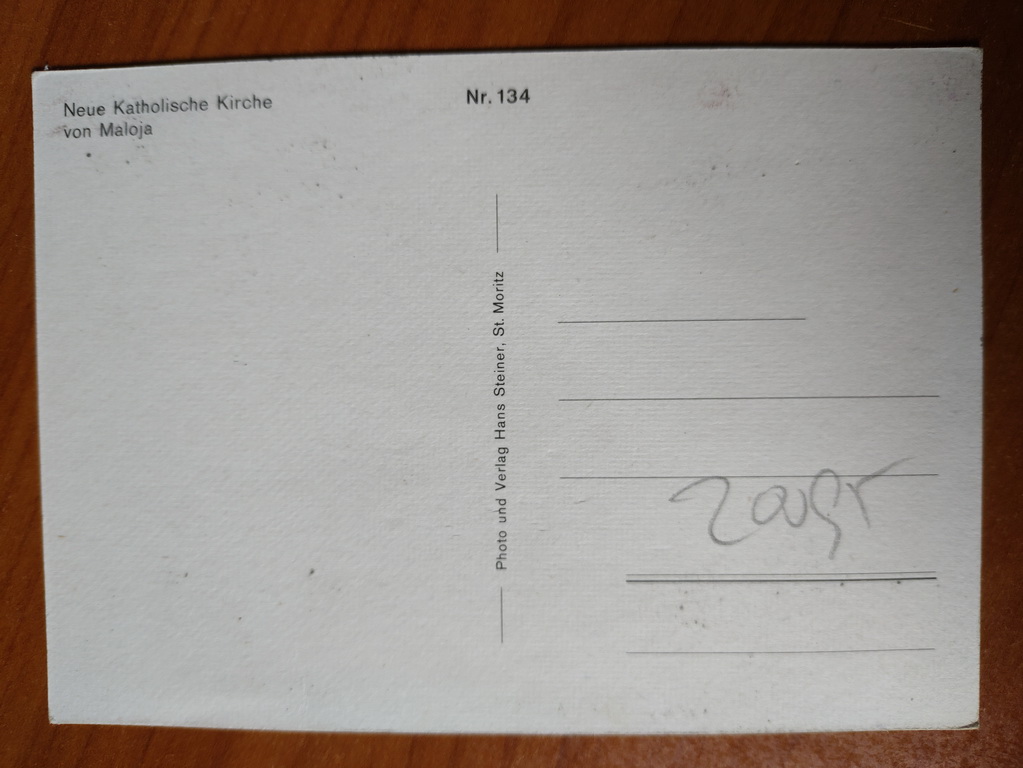 Neue Katholische Kirche
von Maloja
Nr. 134
Photo und Verlag Hans Steiner, St. Moritz